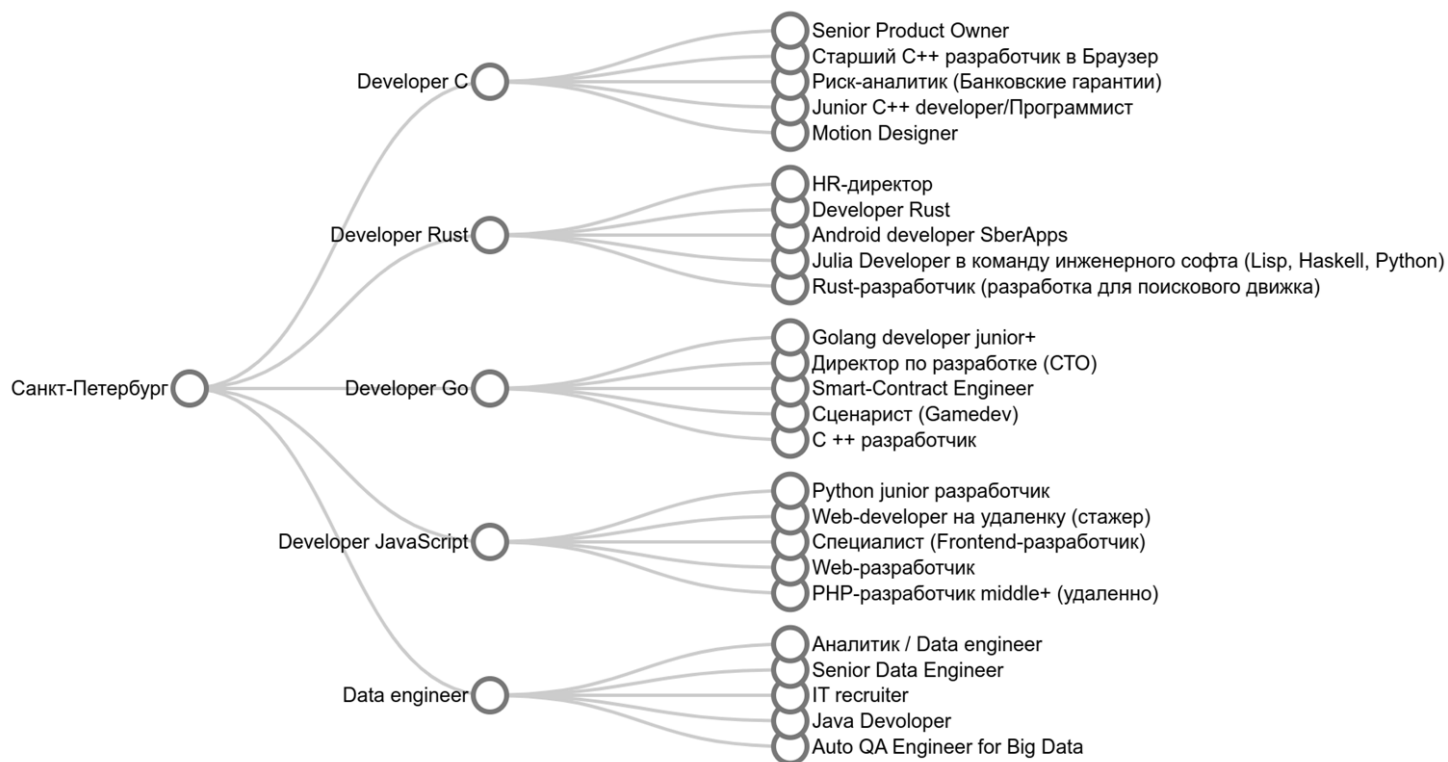 Санкт-Петербург
Developer C
Senior Product Owner
Старший C++ разработчик в Браузер
Риск-аналитик (Банковские гарантии)
Junior C++ developer/Программист
Motion Designer
Developer Rust
HR-директор
Developer Rust
Android developer SberApps
Julia Developer в команду инженерного софта (Lisp, Haskell, Python)
Rust-разработчик (разработка для поискового движка)
Developer Go
Golang developer junior+
Директор по разработке (CTO)
Smart-Contract Engineer
Сценарист (Gamedev)
C ++ разработчик
Developer JavaScript
Python junior разработчик
Web-developer на удаленку (стажер)
Специалист (Frontend-разработчик)
Web-разработчик
PHP-разработчик middle+ (удаленно)
Data engineer
Аналитик / Data engineer
Senior Data Engineer
IT recruiter
Java Devoloper
Auto QA Engineer for Big Data